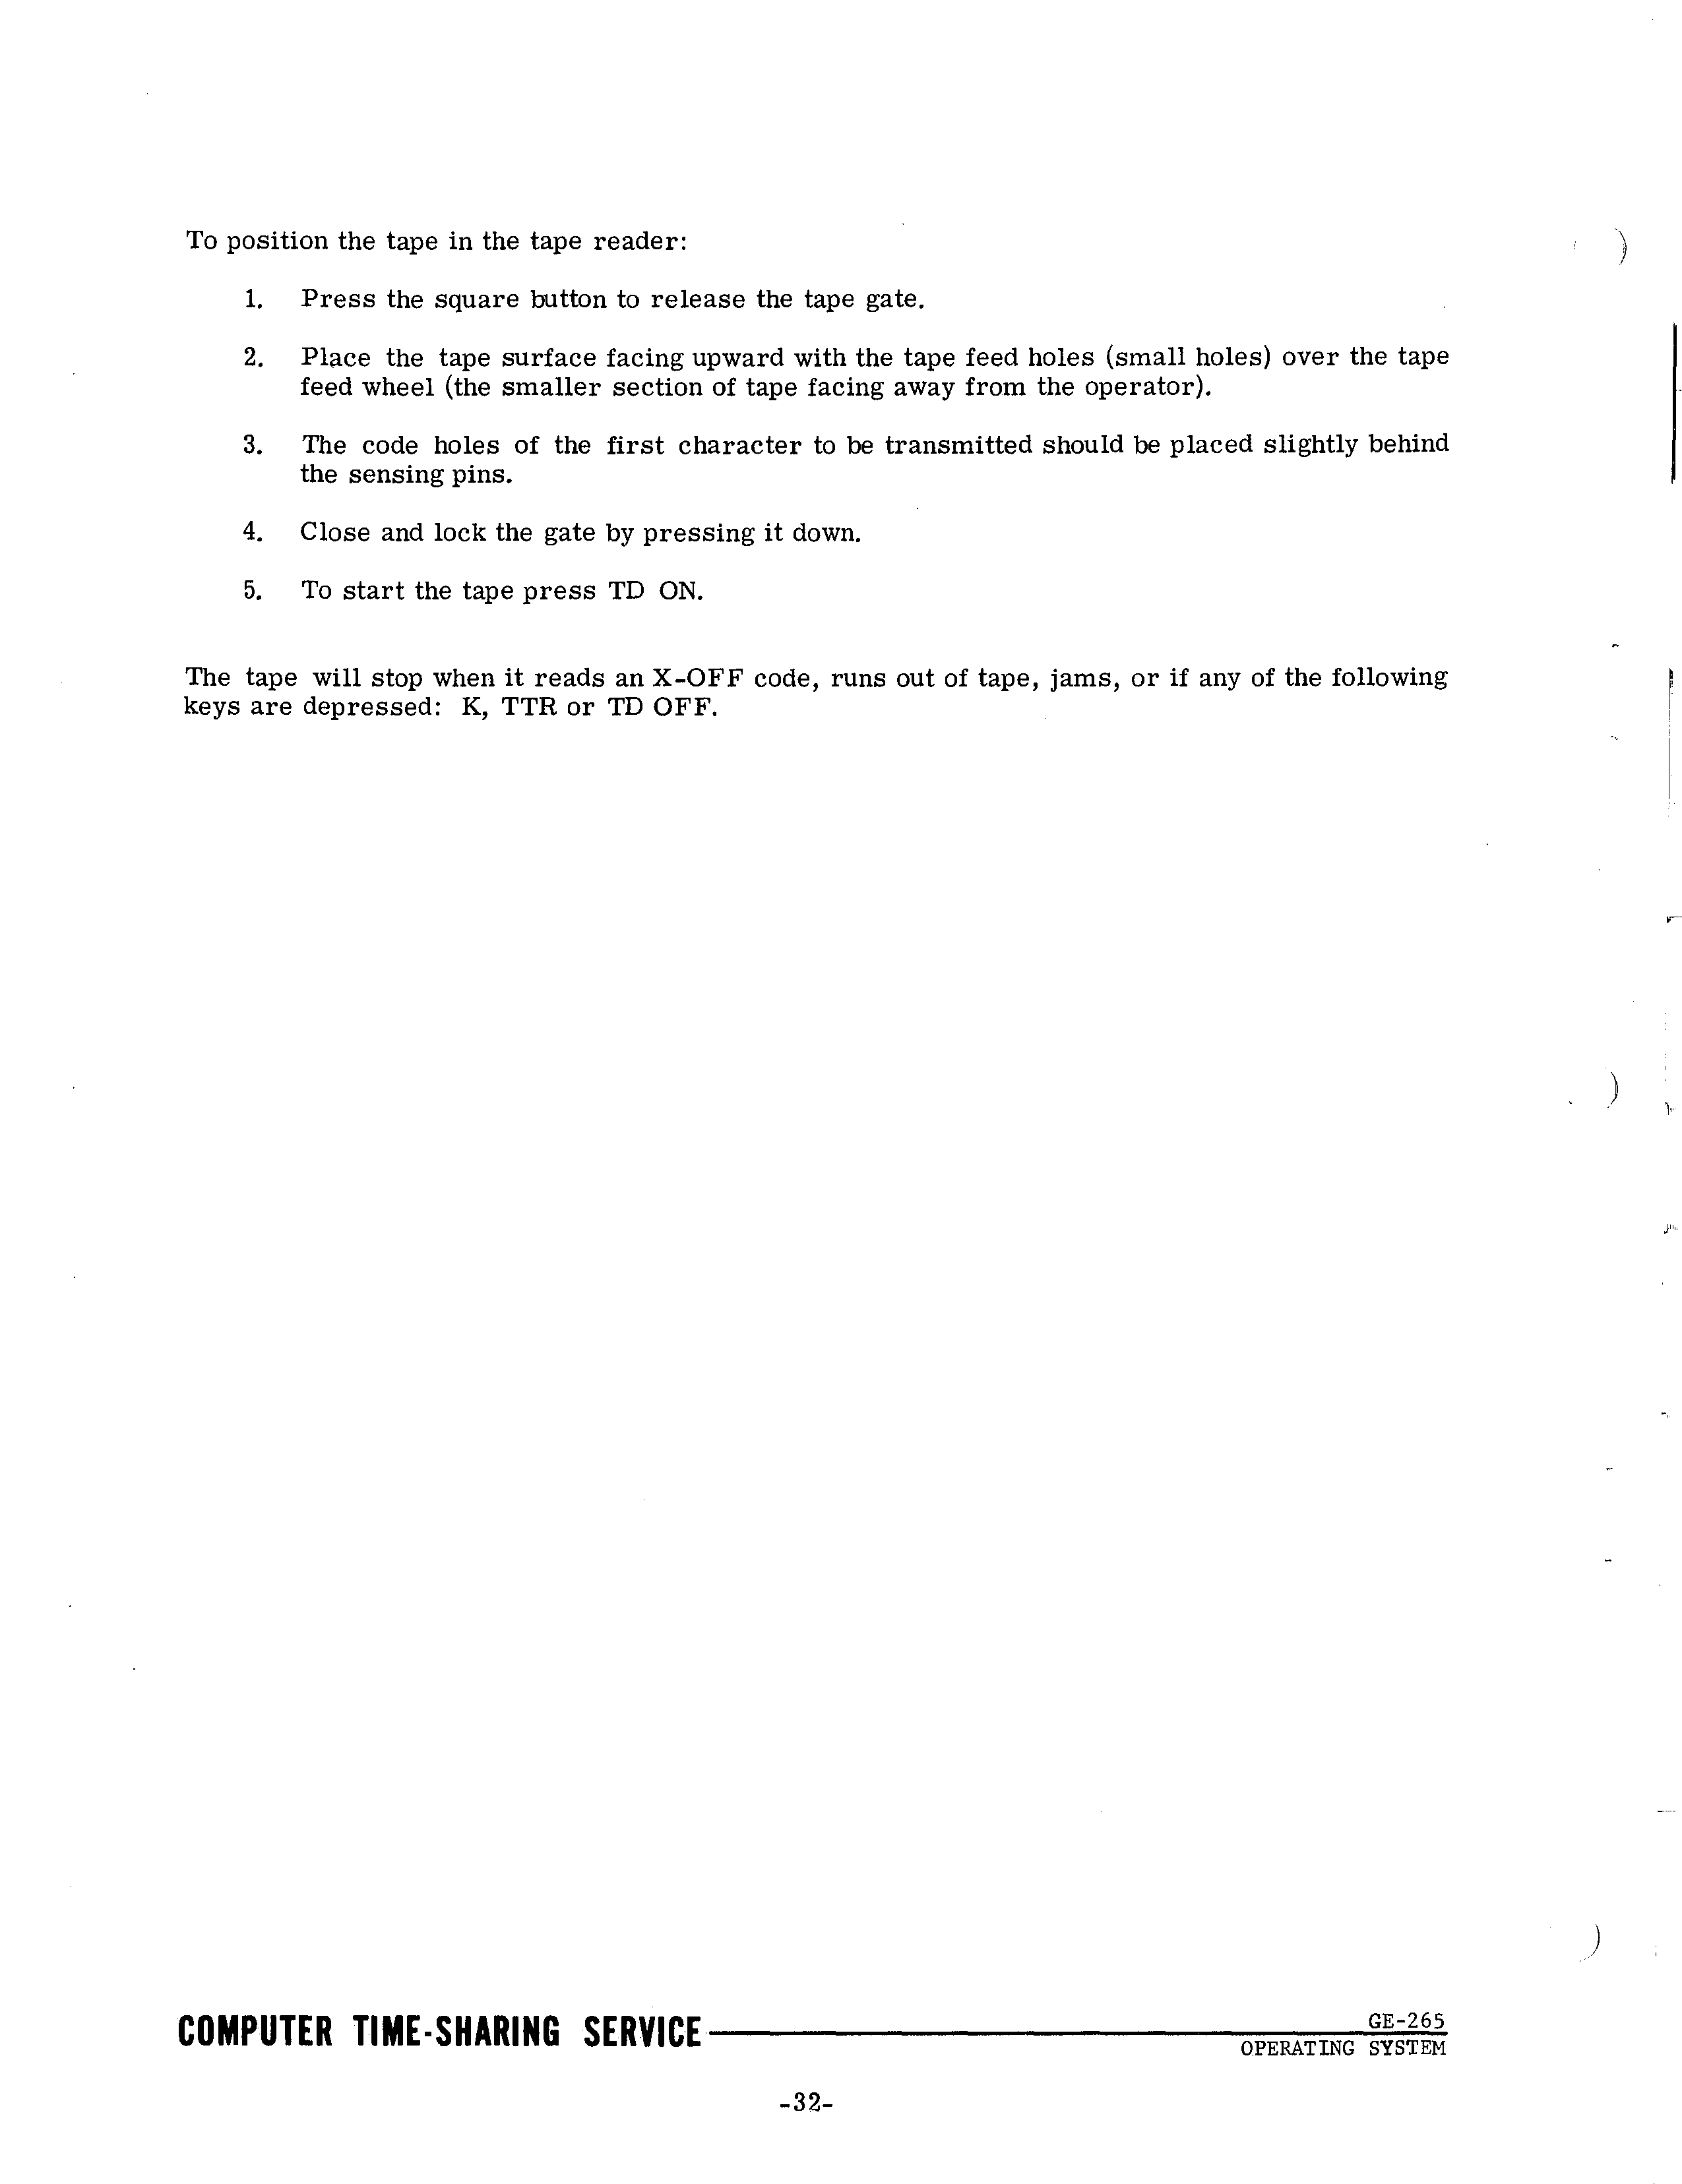 To position the tape in the tape reader:
1. Press the square button to release the tape gate.
2. Place the tape surface facing upward with the tape feed holes (small holes) over the tape
feed wheel (the smaller section of tape facing away from the operator).
3. The code holes of the first character to be transmitted should be placed slightly behind
the sensing pins.
4. Close and lock the gate by pressing it down.
5. To start the tape press TD ON.
The tape will stop when it reads an X-OFF code, runs out of tape, jams, or if any of the following
keys are depressed: K, TTR or TD OFF.
COMPUTER TIME-SHARING SERVICE
GE-265
OPERATING SYSTEM
-32-